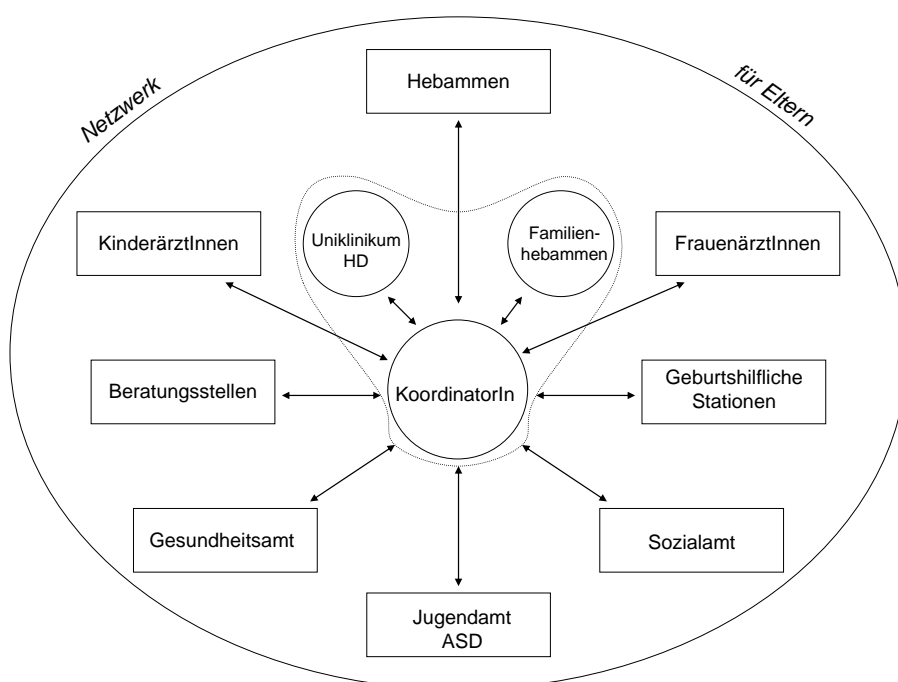 Netzwerk
für Eltern
Hebammen
Uniklinikum
HD
Familien-
hebammen
KinderärztInnen
FrauenärztInnen
KoordinatorIn
Beratungsstellen
Geburtshilfliche
Stationen
Gesundheitsamt
Sozialamt
Jugendamt
ASD